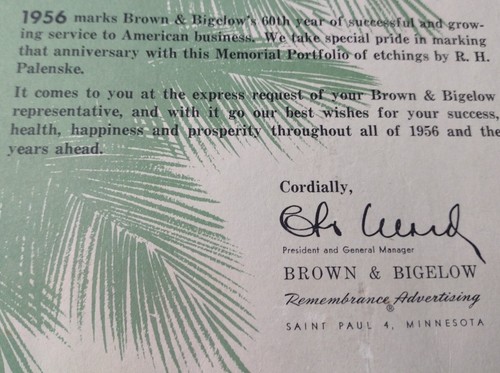 1956 marks Brown & Bigelow's 60th year of successful and grow-
ing service to American business. We take special pride in marking
that anniversary with this Memorial Portfolio of etchings by R. H.
Palenske.
It comes to you at the express request of your Brown & Bigelow
representative, and with it go our best wishes for your success,
health, happiness and prosperity throughout all of 1956 and the
years ahead.
Cordially,
President and General Manager
BROWN & BIGELOW
Remembrance Advertising
®
SAINT PAUL 4, MINNESOTA